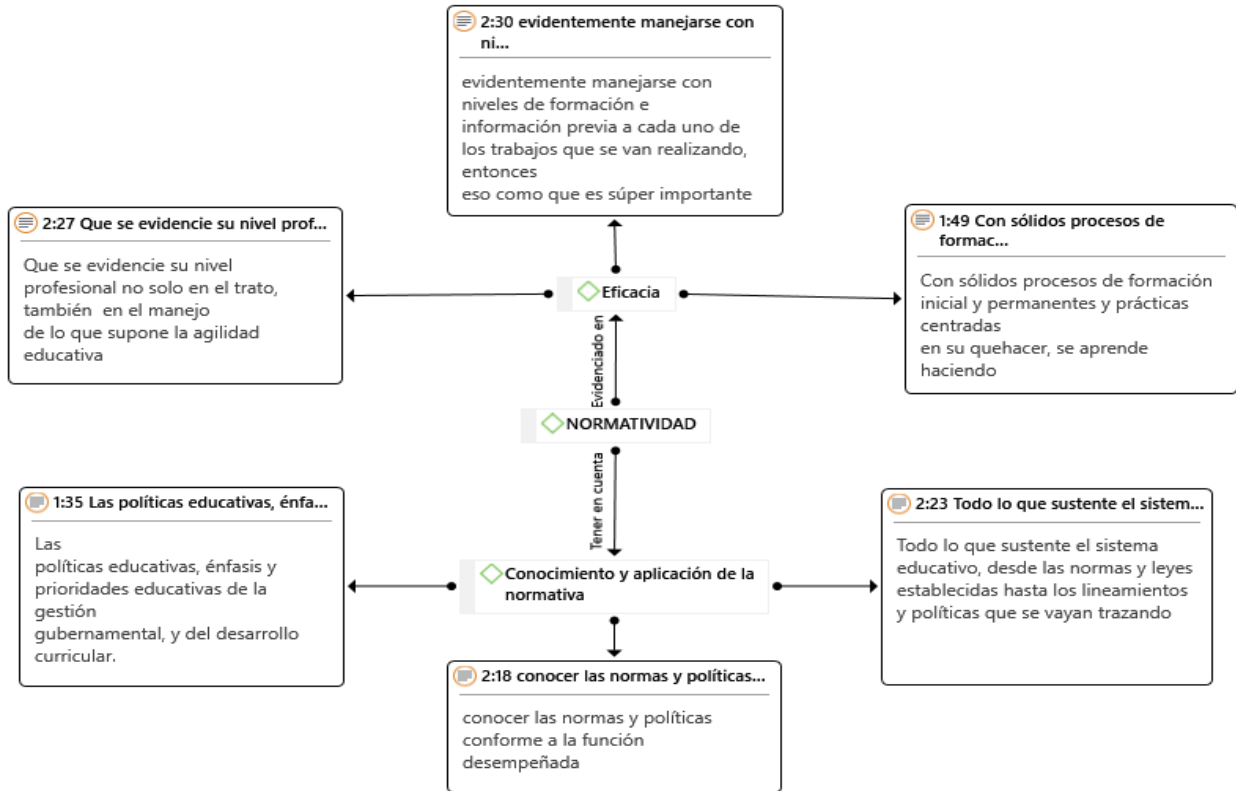 2:30 evidentemente manejarse con
ni...
evidentemente manejarse con
niveles de formación e
información previa a cada uno de
los trabajos que se van realizando,
entonces
eso como que es súper importante
2:27 Que se evidencie su nivel prof...
Que se evidencie su nivel
profesional no solo en el trato,
también en el manejo
de lo que supone la agilidad
educativa
1:49 Con sólidos procesos de
formac...
Con sólidos procesos de formación
inicial y permanentes y prácticas
centradas
en su quehacer, se aprende
haciendo
Eficacia
Evidenciado en
NORMATIVIDAD
Tener en cuenta
1:35 Las políticas educativas, énfa...
Las
políticas educativas, énfasis y
prioridades educativas de la
gestión
gubernamental, y del desarrollo
curricular.
Conocimiento y aplicación de la
normativa
2:23 Todo lo que sustente el sistem...
Todo lo que sustente el sistema
educativo, desde las normas y leyes
establecidas hasta los lineamientos
y políticas que se vayan trazando
2:18 conocer las normas y políticas...
conocer las normas y políticas
conforme a la función
desempeñada